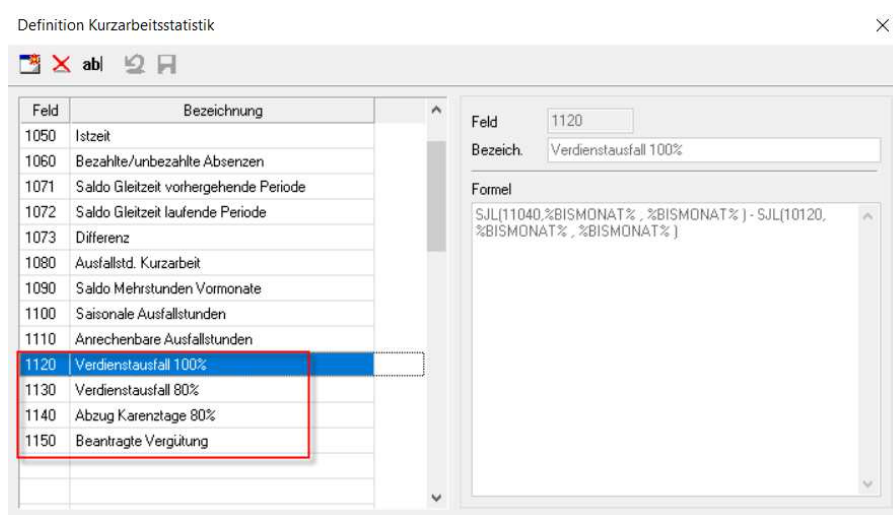 Definition Kurzarbeitsstatistik
ab
Feld Bezeichnung
1050 Istzeit
1060 Bezahlte/unbezahlte Absenzen
1071 Saldo Gleitzeit vorhergehende Periode
1072 Saldo Gleitzeit laufende Periode
1073 Differenz
1080 Ausfallstd. Kurzarbeit
1090 Saldo Mehrstunden Vormonate
1100 Saisonale Ausfallstunden
1110 Anrechenbare Ausfallstunden
1120 Verdienstausfall 100%
1130 Verdienstausfall 80%
1140 Abzug Karenztage 80%
1150 Beantragte Vergütung
Feld 1120
Bezeich. Verdienstausfall 100%
Formel
SJL(11040,%BISMONAT% , %BISMONAT% ) - SJL(10120,
%BISMONAT% , %BISMONAT% )